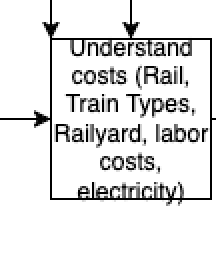 Understand
costs (Rail,
Train Types,
Railyard, labor
costs,
electricity)